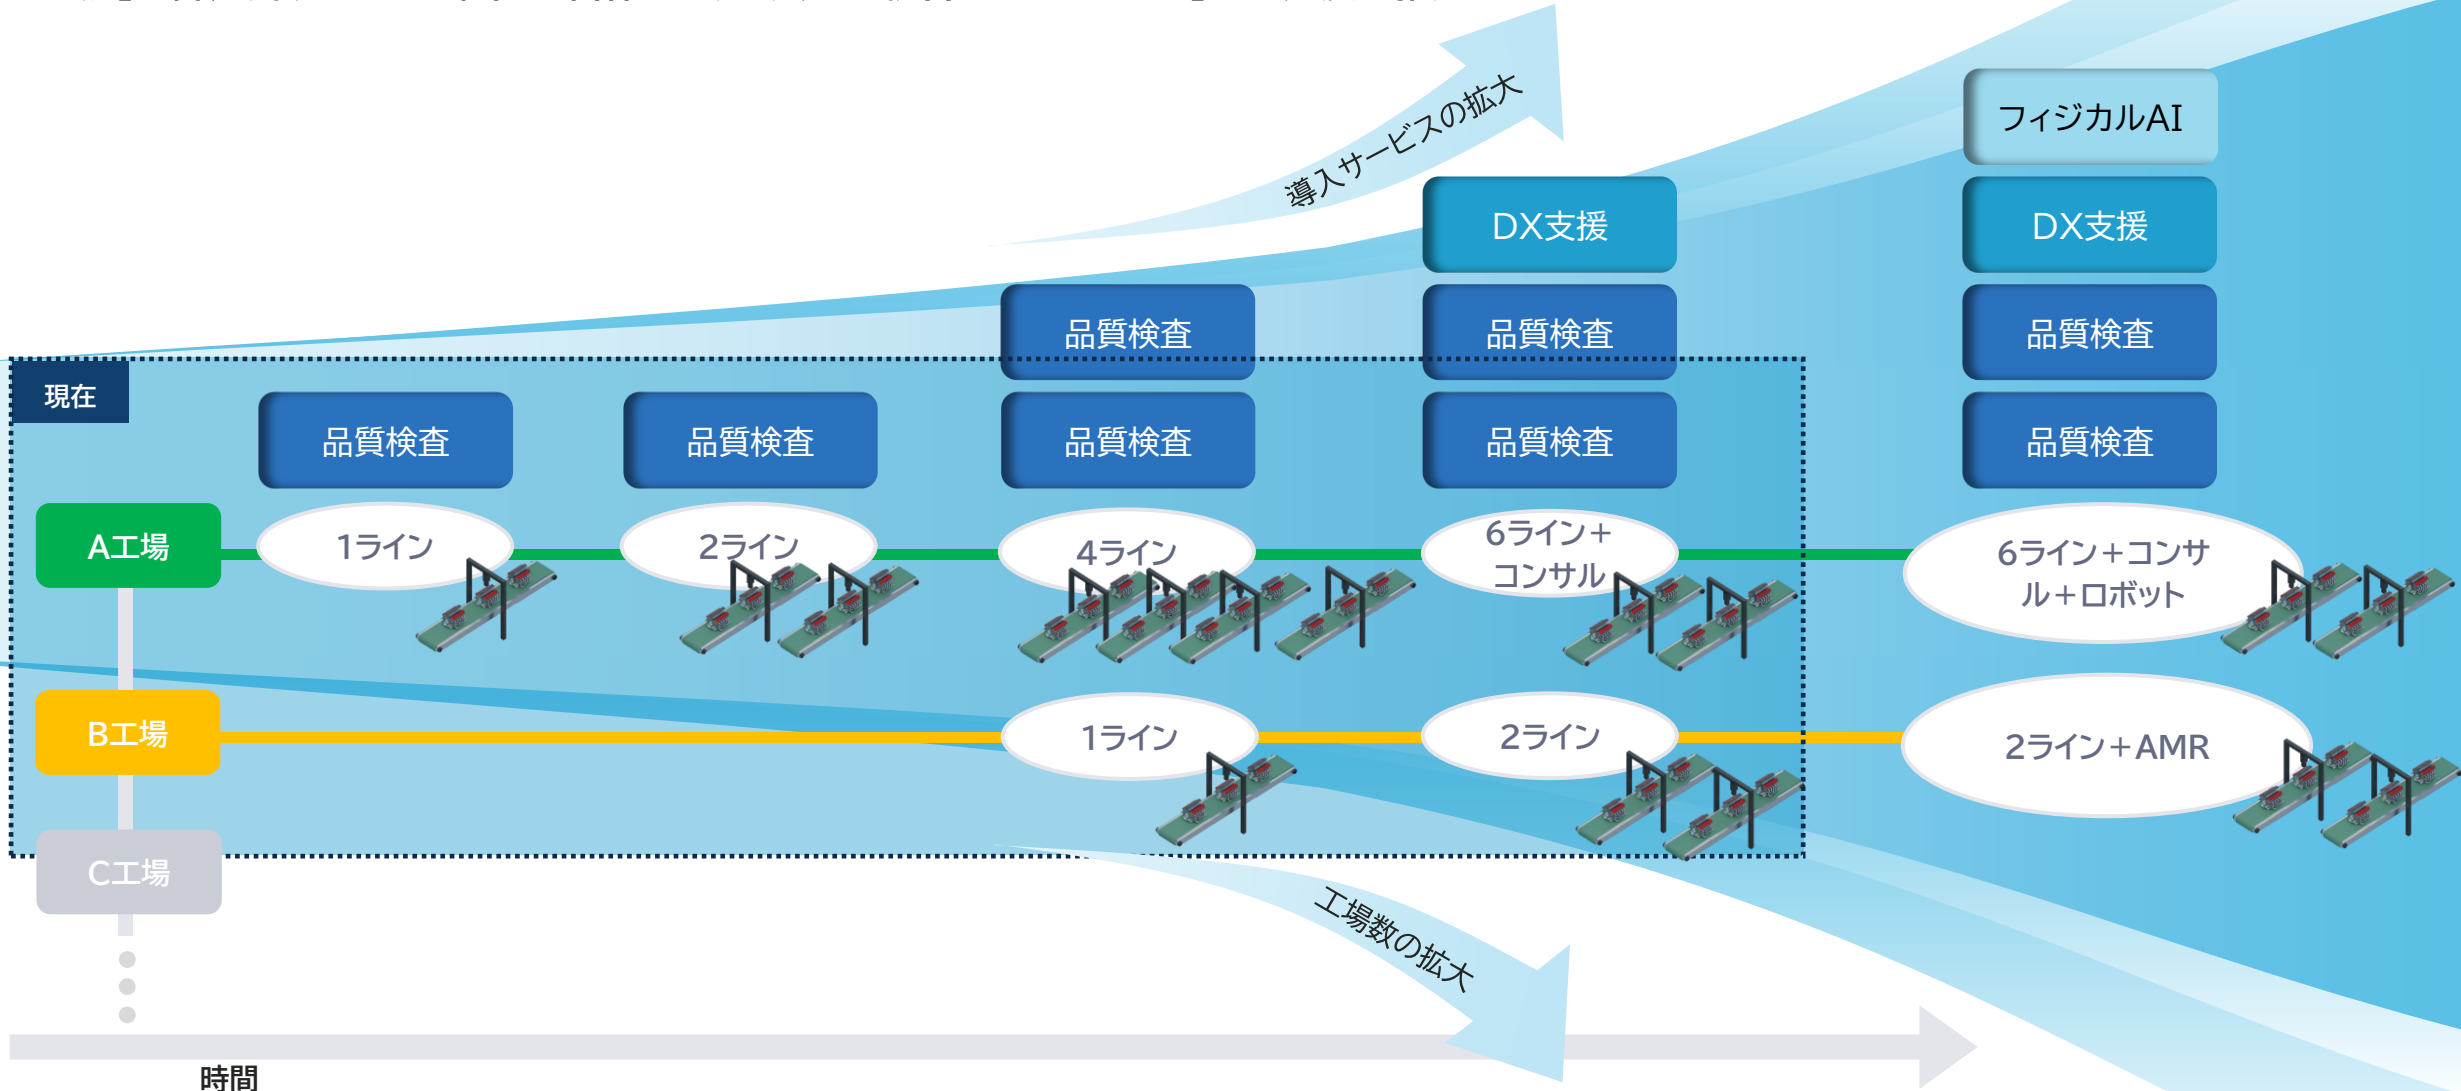 導入サービスの拡大
フィジカルAI
DX支援
DX支援
品質検査
品質検査
品質検査
現在
品質検査
品質検査
品質検査
品質検査
品質検査
A工場
1ライン
2ライン
4ライン
6ライン＋
コンサル
6ライン＋コンサ
ル＋ロボット
B工場
1ライン
2ライン
2ライン＋AMR
C工場
工場数の拡大
時間